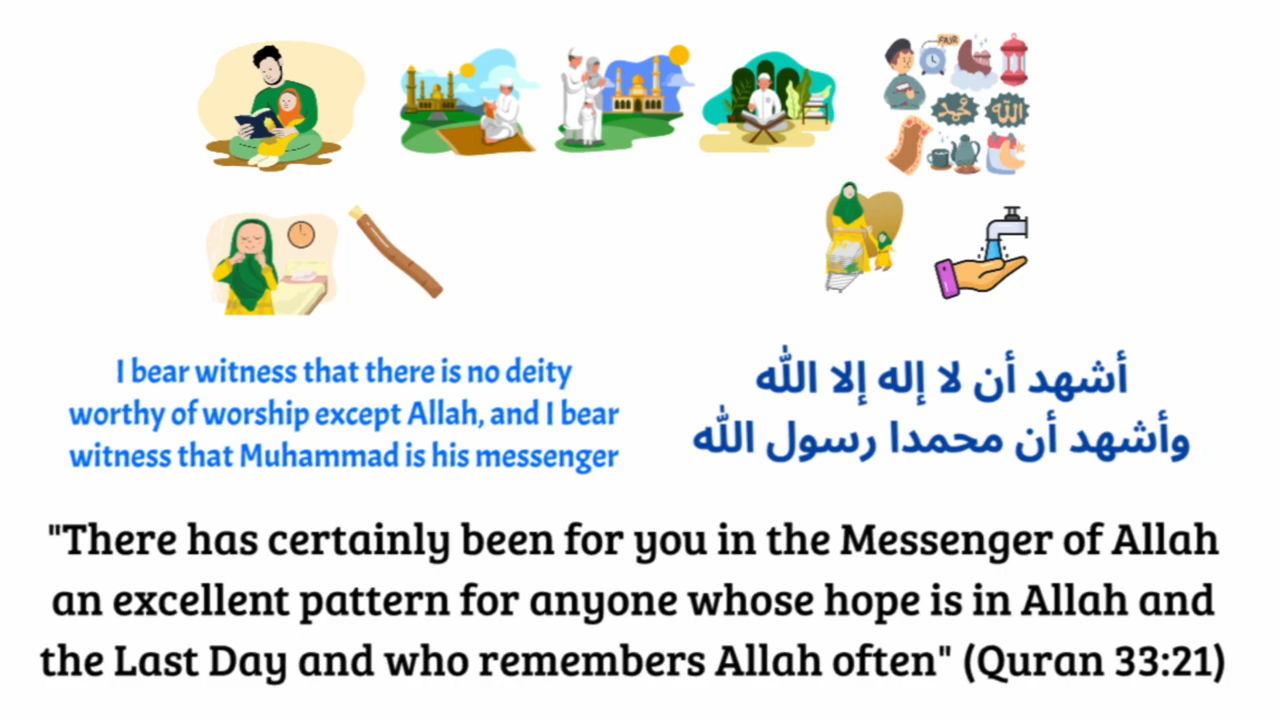 FAJR
محمد
الله
I bear witness that there is no deity
worthy of worship except Allah, and I bear
witness that Muhammad is his messenger
أشهد أن لا إله إلا الله
وأشهد أن محمدا رسول الله
"There has certainly been for you in the Messenger of Allah
an excellent pattern for anyone whose hope is in Allah and
the Last Day and who remembers Allah often" (Quran 33:21)